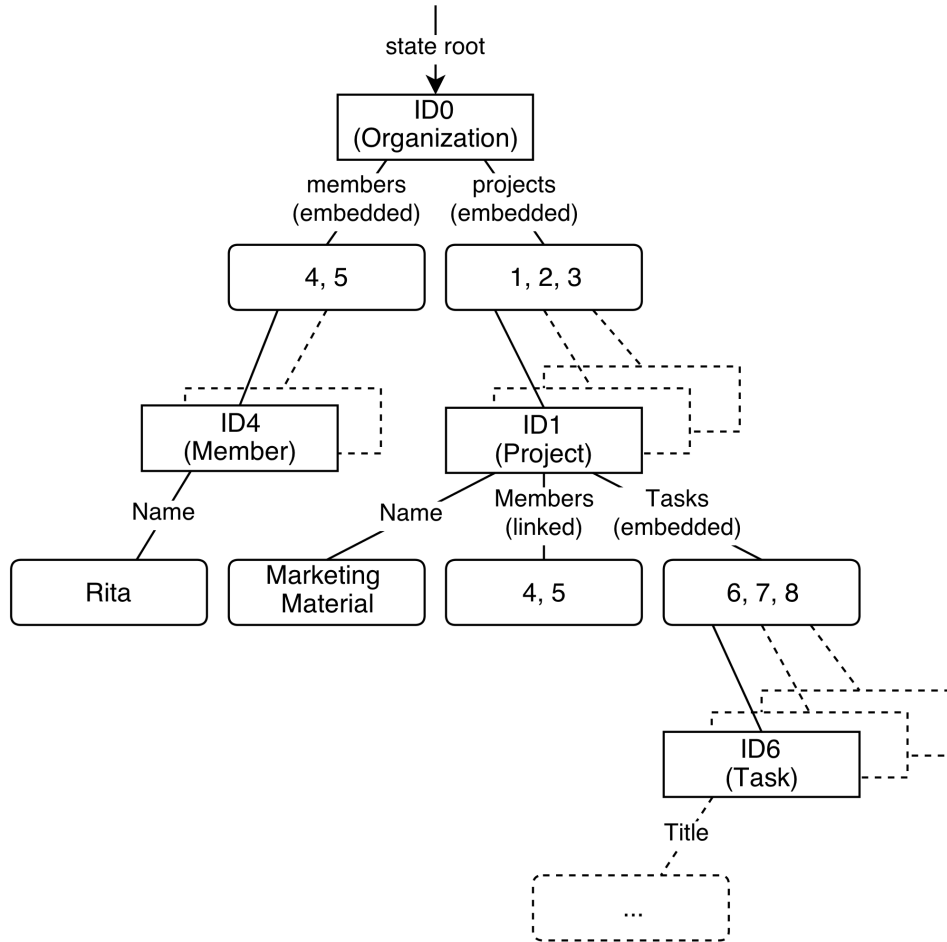 state root
ID0
(Organization)
members
(embedded)
projects
(embedded)
4, 5
1, 2, 3
ID4
(Member)
ID1
(Project)
Name
Name
Members
(linked)
Tasks
(embedded)
Rita
Marketing
Material
4, 5
6, 7, 8
ID6
(Task)
Title
...